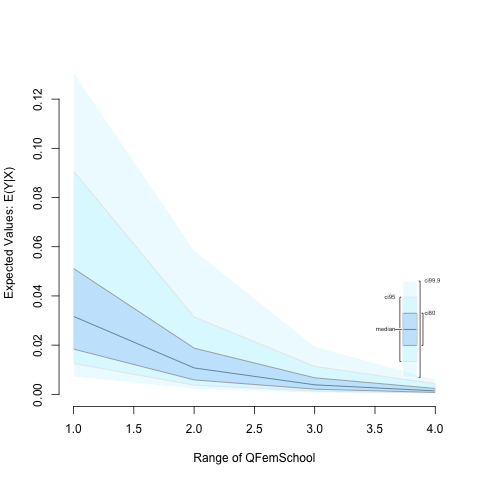 Expected Values: E(Y|X)
0.12
0.10
0.08
0.06
0.04
0.02
0.00
ci99.9
ci95
ci80
median
1.0 1.5 2.0 2.5 3.0 3.5 4.0
Range of QFemSchool